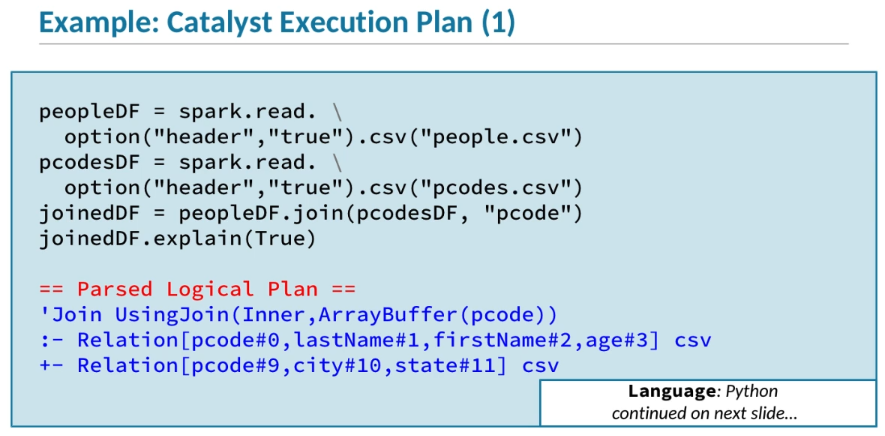 Example: Catalyst Execution Plan (1)
peopleDF = spark.read. \
  option("header","true").csv("people.csv")
pcodesDF = spark.read. \
  option("header","true").csv("pcodes.csv")
joinedDF = peopleDF.join(pcodesDF, "pcode")
joinedDF.explain(True)
== Parsed Logical Plan ==
'Join UsingJoin(Inner,ArrayBuffer(pcode))
:- Relation[pcode#0,lastName#1,firstName#2,age#3] csv
+- Relation[pcode#9,city#10,state#11] csv
Language: Python
continued on next slide…